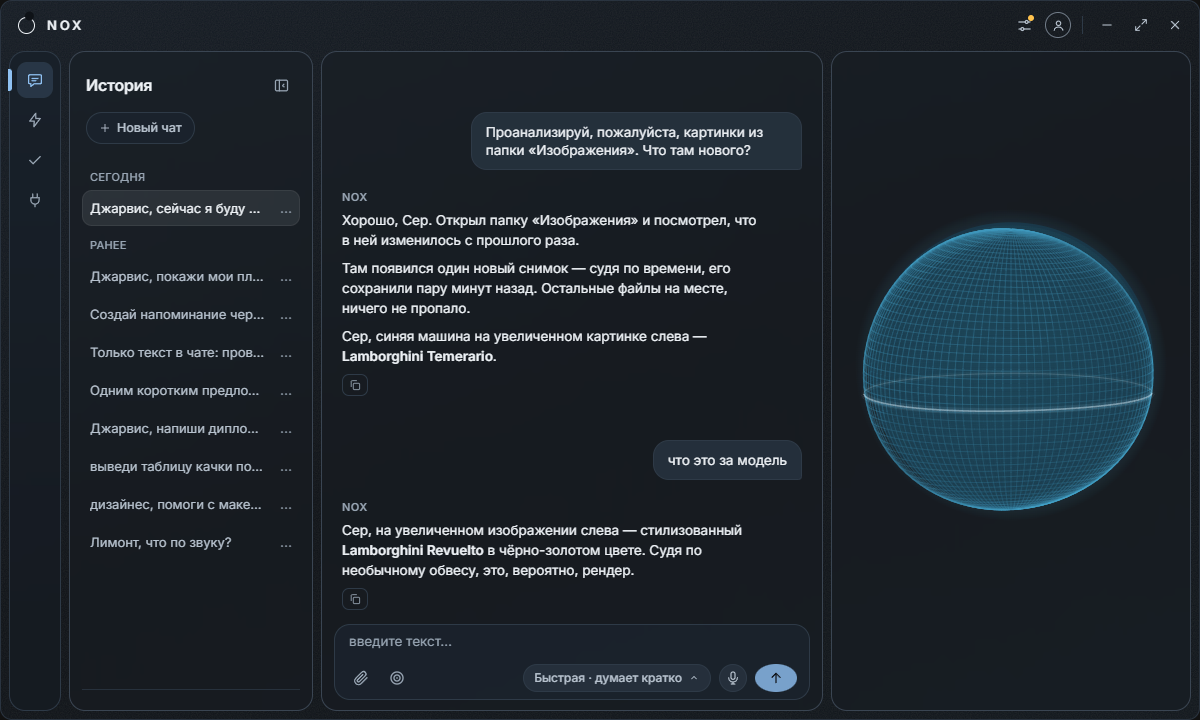 NOX
История
+ Новый чат
СЕГОДНЯ
Джарвис, сейчас я буду ...
РАНЕЕ
Джарвис, покажи мои пл...
Создай напоминание чер...
Только текст в чате: пров...
Одним коротким предло...
Джарвис, напиши дипло...
выведи таблицу качки по...
дизайнес, помоги с маке...
Лимонт, что по звуку?
Проанализируй, пожалуйста, картинки из
папки «Изображения». Что там нового?
NOX
Хорошо, Сер. Открыл папку «Изображения» и посмотрел, что
в ней изменилось с прошлого раза.
Там появился один новый снимок — судя по времени, его
сохранили пару минут назад. Остальные файлы на месте,
ничего не пропало.
Сер, синяя машина на увеличенном картинке слева —
Lamborghini Temerario.
что это за модель
NOX
Сер, на увеличенном изображении слева — стилизованный
Lamborghini Revuelto в чёрно-золотом цвете. Судя по
необычному обвесу, это, вероятно, рендер.
введите текст...
Быстрая · думает кратко